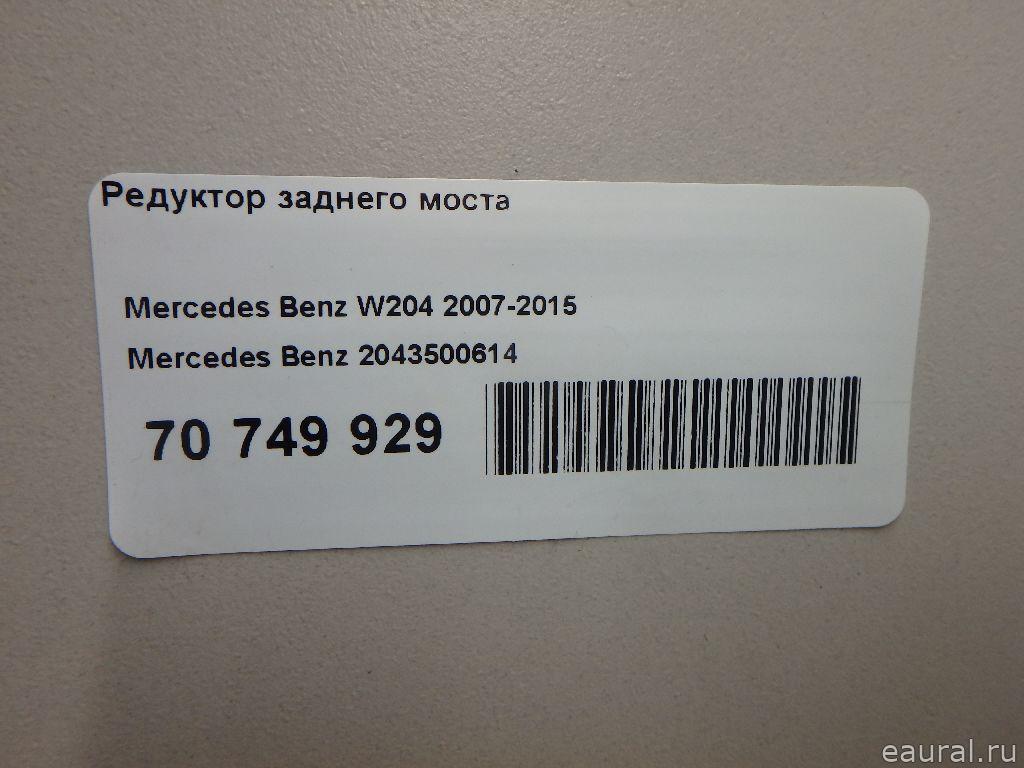 Редуктор заднего моста
Mercedes Benz W204 2007-2015
Mercedes Benz 2043500614
70 749 929
eaural.ru